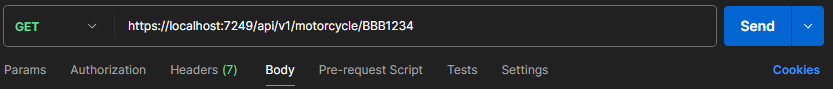 GET https://localhost:7249/api/v1/motorcycle/BBB1234 Send
Params Authorization Headers (7) Body Pre-request Script Tests Settings Cookies